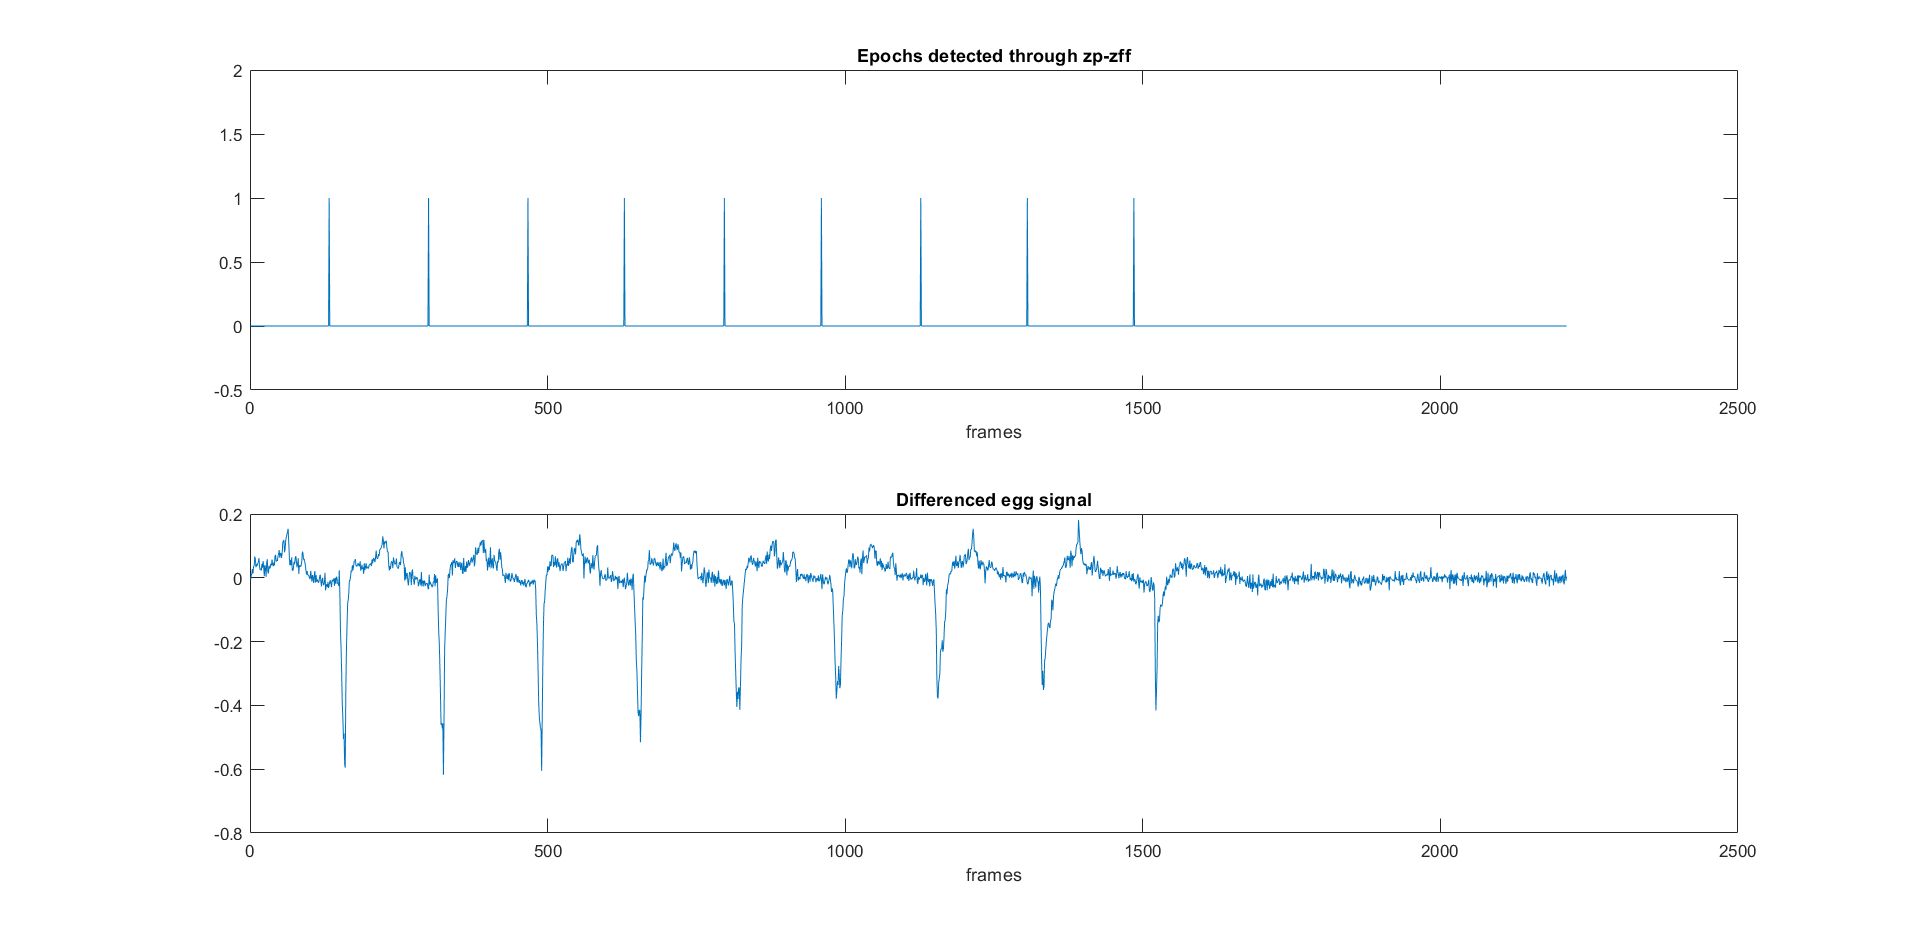 Epochs detected through zp-zff
2
1.5
1
0.5
0
-0.5
0 500 1000 1500 2000 2500
frames
Differenced egg signal
0.2
0
-0.2
-0.4
-0.6
-0.8
0 500 1000 1500 2000 2500
frames